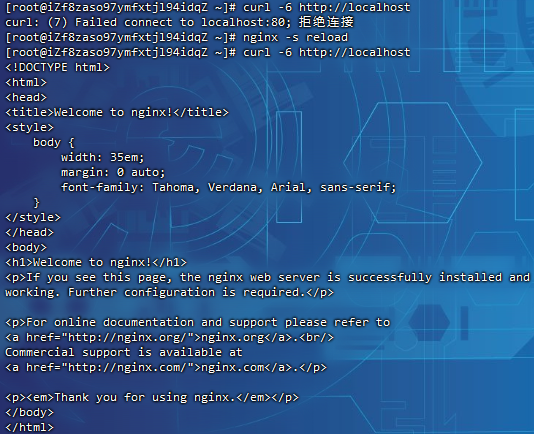 [root@iZf8zaso97ymfxtjl94idqZ ~]# curl -6 http://localhost
curl: (7) Failed connect to localhost:80; 拒绝连接
[root@iZf8zaso97ymfxtjl94idqZ ~]# nginx -s reload
[root@iZf8zaso97ymfxtjl94idqZ ~]# curl -6 http://localhost
<!DOCTYPE html>
<html>
<head>
<title>Welcome to nginx!</title>
<style>
    body {
        width: 35em;
        margin: 0 auto;
        font-family: Tahoma, Verdana, Arial, sans-serif;
    }
</style>
</head>
<body>
<h1>Welcome to nginx!</h1>
<p>If you see this page, the nginx web server is successfully installed and
working. Further configuration is required.</p>

<p>For online documentation and support please refer to
<a href="http://nginx.org/">nginx.org</a>.<br/>
Commercial support is available at
<a href="http://nginx.com/">nginx.com</a>.</p>

<p><em>Thank you for using nginx.</em></p>
</body>
</html>